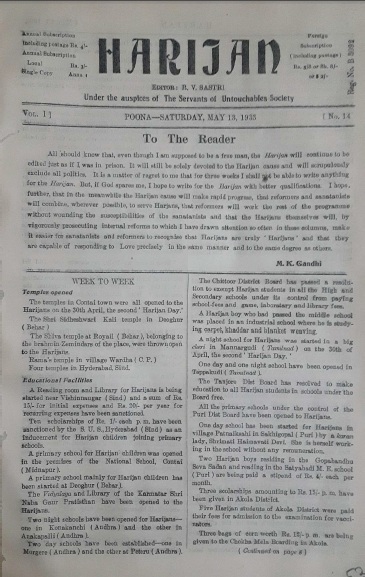 Annual Subscription
Including postage Rs. 4/-
Annual Subscription
Local Rs. 3/-
Single Copy Anna 1
HARIJAN
Foreign
Subscription
(Including postage)
EDITOR: R. V. SASTRI
Under the auspices of The Servants of Untouchables Society
VOL. I ]
POONA—SATURDAY, MAY 13, 1933
[ No. 14
To The Reader
All should know that, even though I am supposed to be a free man, the Harijan will continue to be
edited just as if I was in prison. It will still be solely devoted to the Harijan cause and will scrupulously
exclude all politics. It is a matter of regret to me that for three weeks I shall not be able to write anything
for the Harijan. But, if God spares me, I hope to write for the Harijan with better qualifications I hope,
further, that in the meanwhile the Harijan cause will make rapid progress, that reformers and sanatanists
will combine, wherever possible, to serve Harijans, that reformers will work the rest of the programme
without wounding the susceptibilities of the sanatanists and that the Harijans themselves will, by
vigorously prosecuting internal reforms to which I have drawn attention so often in these columns, make
it easier for sanatanists and reformers to recognise that Harijans are truly 'Harijans' and that they
are capable of responding to Love precisely in the same manner and to the same degree as others.
M. K. Gandhi
WEEK TO WEEK
Temples opened
The temples in Contai town were all opened to the
Harijans on the 30th April, the second 'Harijan Day.'
The Shri Sidheshwari Kali temple in Deoghar
( Behar )
The Shiva temple at Royal ( Behar ), belonging to the
brahmin Zemindars of the place, were thrown open
to the Harijans.
Rama's temple in village Wardha ( C. P. )
Four temples in Hyderabad, Sind.
Educational Facilities
A Reading room and Library for Harijans is being
started near Vishinnagar (Sind) and a sum of Rs.
15/- for initial expenses and Rs. 20/- per year for
recurring expenses have been sanctioned.
Ten scholarships of Rs. 1/- each p. m. have been
sanctioned by the S. U. S., Hyderabad ( Sind ) as an
inducement for Harijan children joining primary
schools.
A primary school for Harijan children was opened
in the premises of the National School, Contai
( Midnapur ).
A primary school mainly for Harijan children has
been started at Deoghar ( Behar ).
The Vidyalaya and Library of the Kannatar Shri
Naba Gour Pratisthan have been opened to the
Harijans.
Two night schools have been opened for Harijans—
one in Kotnakanchi ( Andhra ) and the other in
Anakapalli ( Andhra ).
Two day schools have been established—one in
Morgere ( Andhra ) and the other at Peteru ( Andhra ).
The Chittoor District Board has passed a resolu-
tion to exempt Harijan students in all the High and
Secondary schools under its control from paying
school fees and game, laboratory and library fees.
A Harijan boy who had passed the middle school
was placed in an industrial school where he is study-
ing carpet, khaddar and blanket weaving.
A night school for Harijans was started in a big
cheri in Mannargudi ( Tamilnad ) on the 30th of
April, the second 'Harijan Day.'
One day and one night school have been opened in
Teppakudi ( Tamilnad ).
The Tanjore Dist Board has resolved to make
education to all Harijan students in schools under the
Board free.
All the primary schools under the control of the
Puri Dist Board have been opened to Harijans.
One day school has been started for Harijans in
village Patnaikeshi in Sakhigopal ( Puri ) by a brahmin
lady, Shrimati Haimavati Devi. She is herself work-
ing in the school without any remuneration.
Two Harijan boys residing in the Gopabandhu
Seva Sadan and reading in the Satyabadi M. E. school
( Puri ) are being paid a stipend of Rs. 4/- each per
month.
Three scholarships amounting to Rs. 17/- p. m. have
been given in Akola District.
Five Harijan students of Akola District were paid
their fees for admission to the examination for vacci-
nators.
Three bags of corn worth Rs. 12/- p. m. are being
given to the Chokha Mela Boarding in Akola.
( Continued on page 8 )